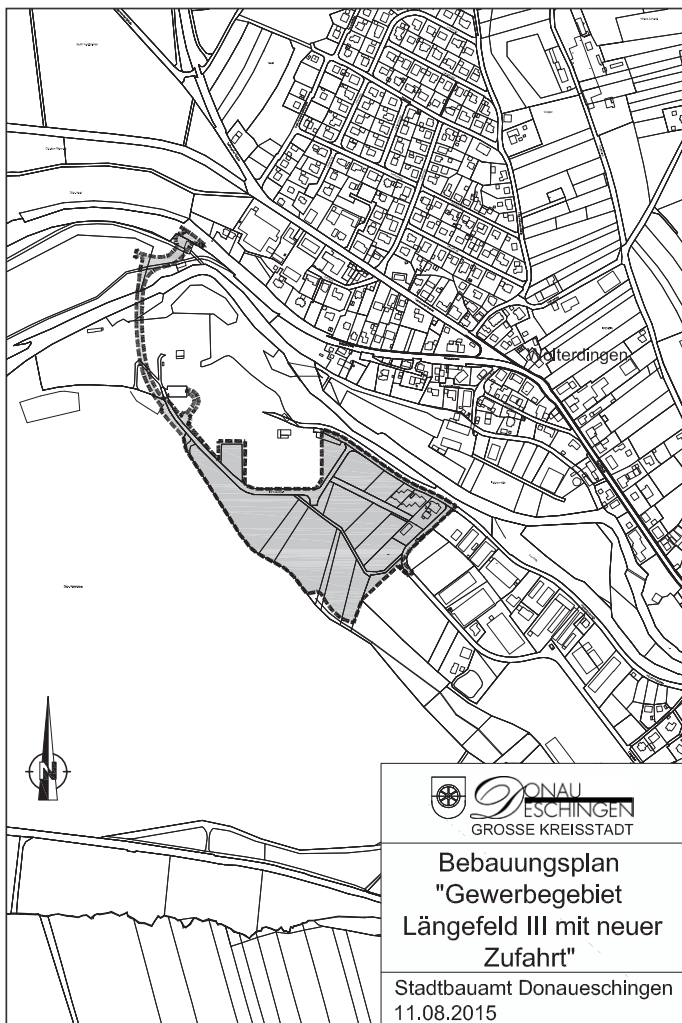 Wolterdingen
N
DONAU
ESCHINGEN
GROSSE KREISSTADT
Bebauungsplan
"Gewerbegebiet
Längefeld III mit neuer
Zufahrt"
Stadtbauamt Donaueschingen
11.08.2015